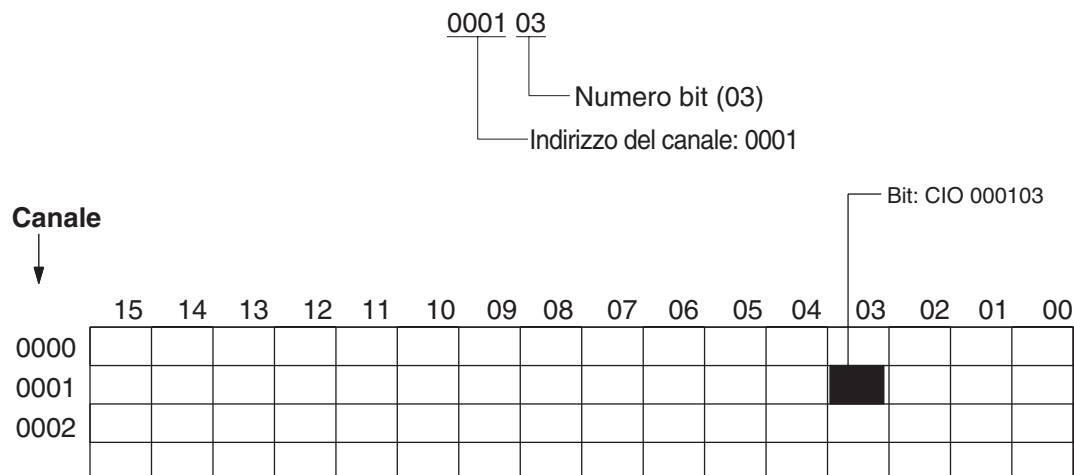 0001 03
Numero bit (03)
Indirizzo del canale: 0001
Bit: CIO 000103
Canale
15 14 13 12 11 10 09 08 07 06 05 04 03 02 01 00
0000
0001
0002